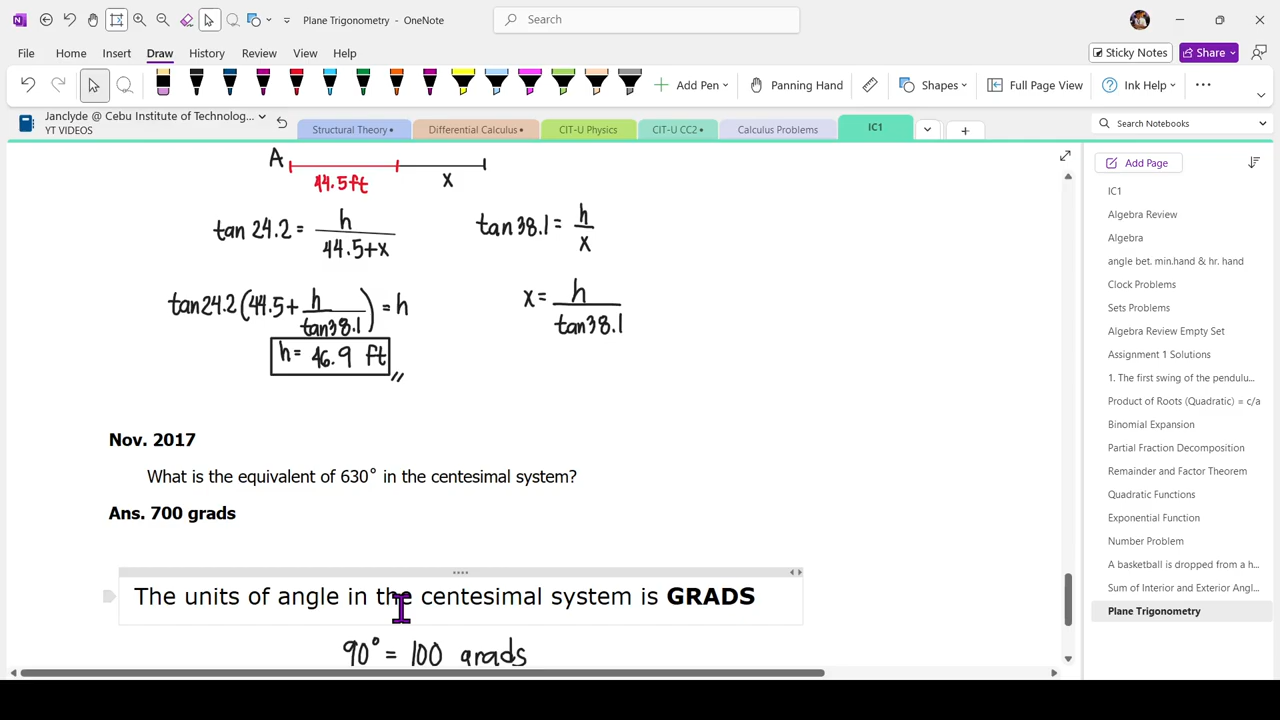 Plane Trigonometry - OneNote
Search
File Home Insert Draw History Review View Help
Sticky Notes Share
Add Pen Panning Hand Shapes Full Page View Ink Help
Janclyde @ Cebu Institute of Technolog...
YT VIDEOS
Structural Theory Differential Calculus CIT-U Physics CIT-U CC2 Calculus Problems IC1
Search Notebooks
A
44.5ft x
tan 24.2 = h / 44.5+x
tan 38.1 = h / x
tan24.2(44.5+ h / tan38.1) = h
x = h / tan38.1
h = 46.9 ft
Nov. 2017
What is the equivalent of 630° in the centesimal system?
Ans. 700 grads
The units of angle in the centesimal system is GRADS
90° = 100 grads
Add Page
IC1
Algebra Review
Algebra
angle bet. min.hand & hr. hand
Clock Problems
Sets Problems
Algebra Review Empty Set
Assignment 1 Solutions
1. The first swing of the pendulu...
Product of Roots (Quadratic) = c/a
Binomial Expansion
Partial Fraction Decomposition
Remainder and Factor Theorem
Quadratic Functions
Exponential Function
Number Problem
A basketball is dropped from a h...
Sum of Interior and Exterior Angl...
Plane Trigonometry